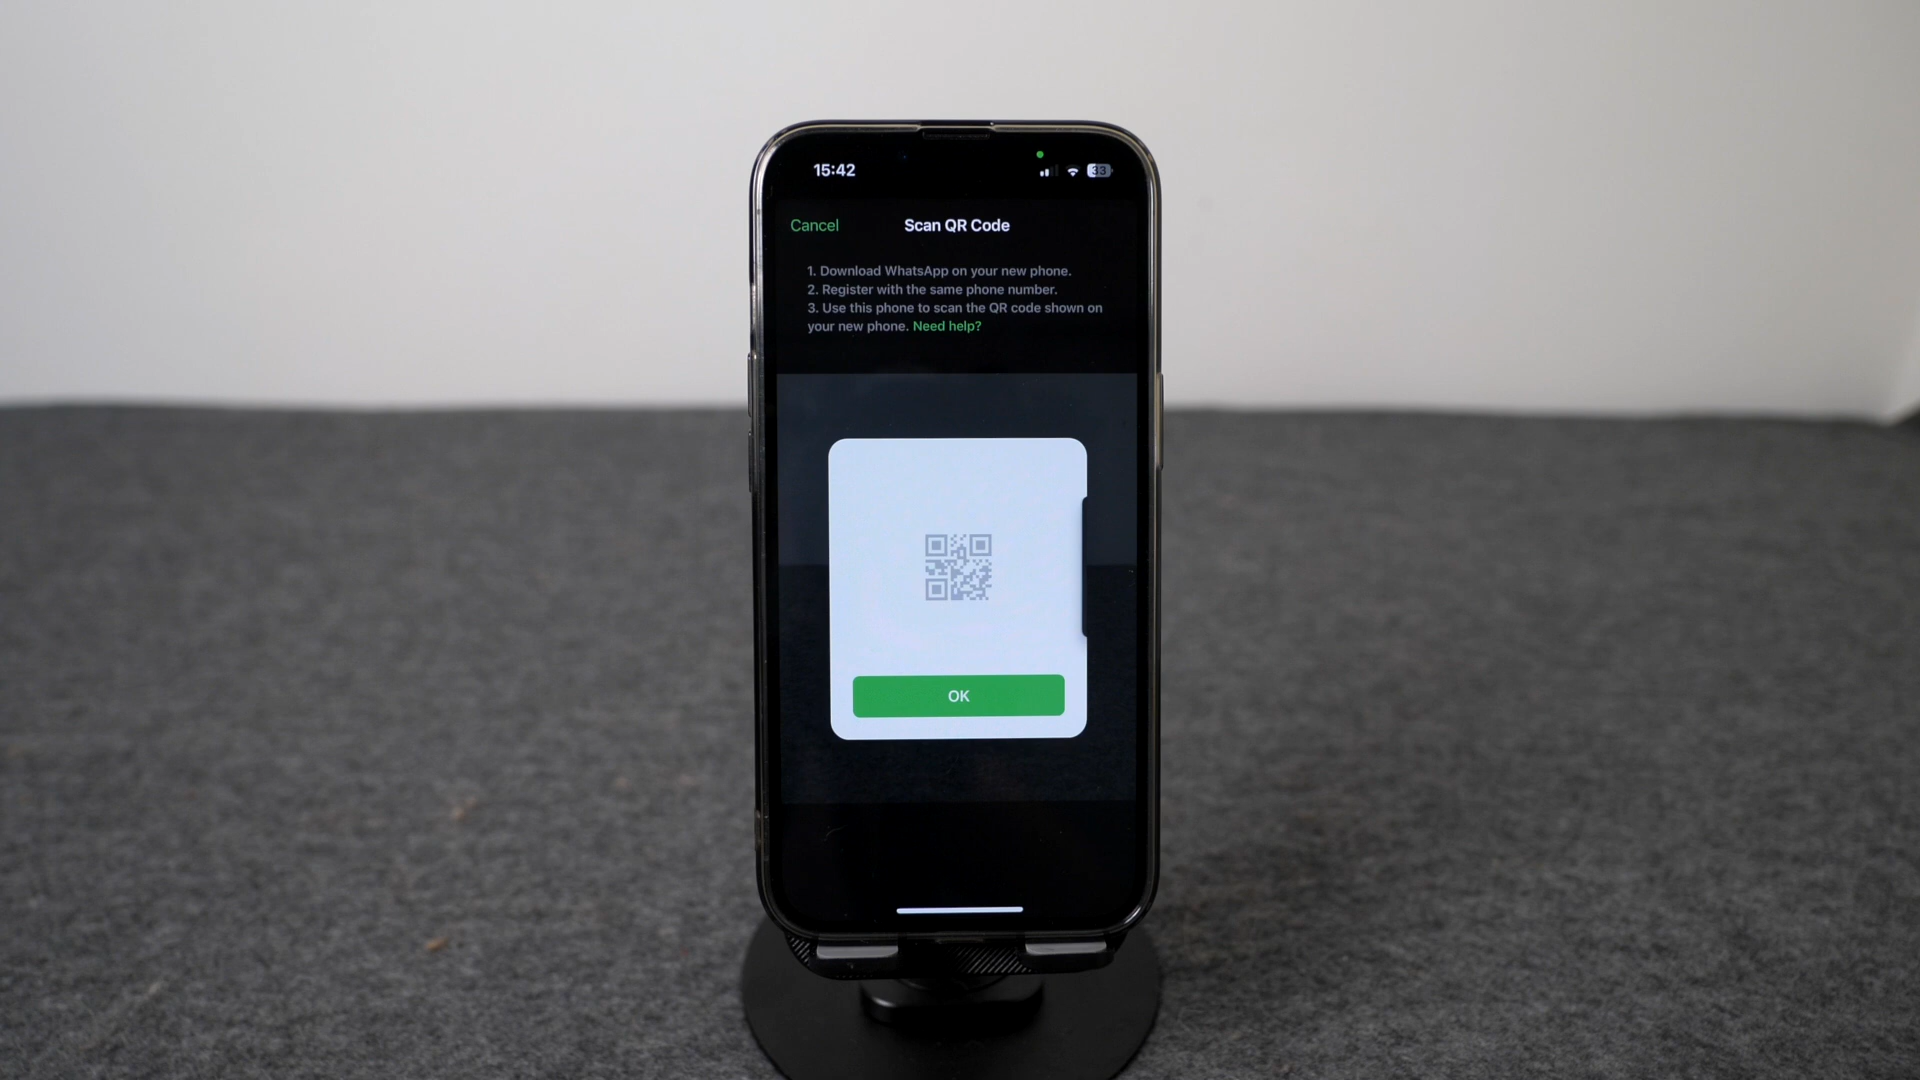 15:42
33
Cancel
Scan QR Code
1. Download WhatsApp on your new phone.
2. Register with the same phone number.
3. Use this phone to scan the QR code shown on
your new phone. Need help?
OK